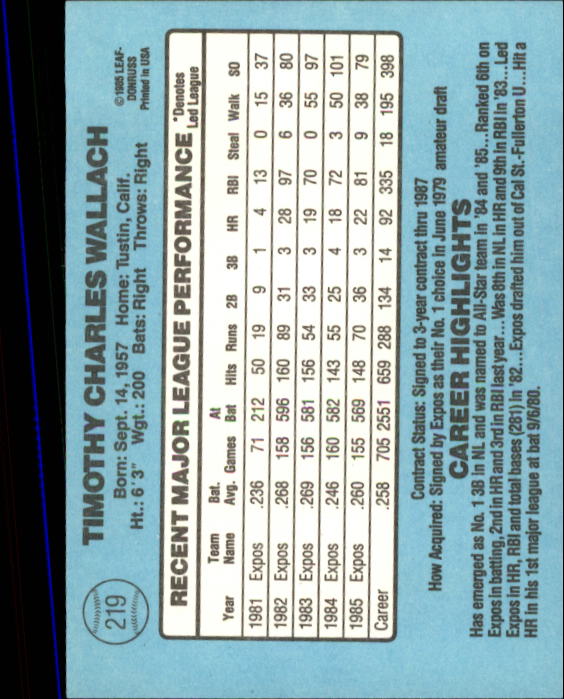 219
TIMOTHY CHARLES WALLACH
Born: Sept. 14, 1957 Home: Tustin, Calif.
Ht.: 6'3" Wgt.: 200 Bats: Right Throws: Right
©1985 LEAF-
DONRUSS
Printed in USA
RECENT MAJOR LEAGUE PERFORMANCE
*Denotes
Led League
Year Team Name Bat. Avg. Games At Bat Hits Runs 2B 3B HR RBI Steal Walk SO
1981 Expos .236 71 212 50 19 9 1 4 13 0 15 37
1982 Expos .268 158 596 160 89 31 3 28 97 6 36 80
1983 Expos .269 156 581 156 54 33 3 19 70 0 55 97
1984 Expos .246 160 582 143 55 25 4 18 72 3 50 101
1985 Expos .260 155 569 148 70 36 3 22 81 9 38 79
Career .258 705 2551 659 288 134 14 92 335 18 195 398
Contract Status: Signed to 3-year contract thru 1987
How Acquired: Signed by Expos as their No. 1 choice in June 1979 amateur draft
CAREER HIGHLIGHTS
Has emerged as No. 1 3B in NL and was named to All-Star team in '84 and '85...Ranked 6th on
Expos in batting, 2nd in HR and 3rd in RBI last year...Was 8th in NL in HR and 9th in RBI in '83...Led
Expos in HR, RBI and total bases (281) in '82...Expos drafted him out of Cal St.-Fullerton U....Hit a
HR in his 1st major league at bat 9/6/80.